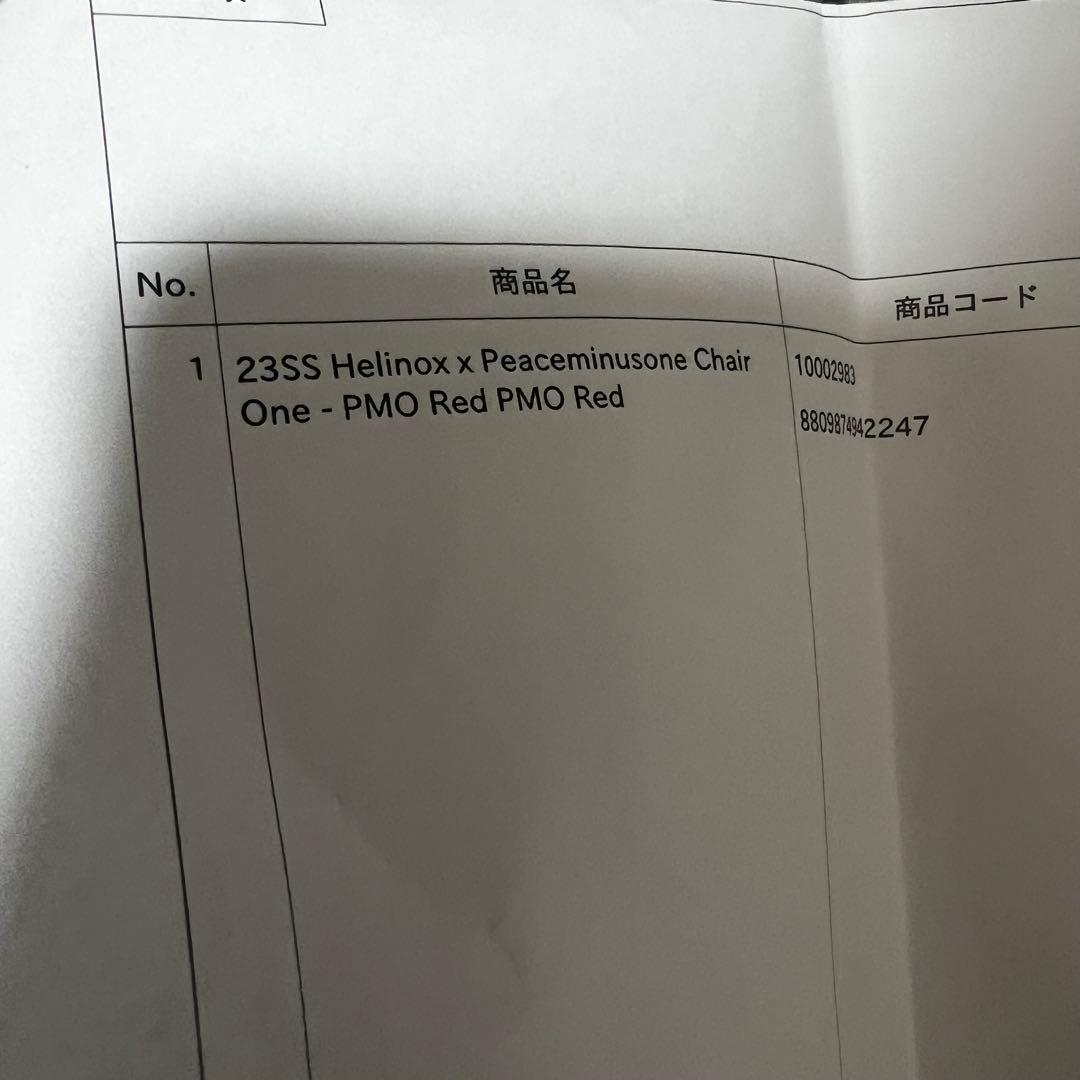 No. 商品名 商品コード
1 23SS Helinox x Peaceminusone Chair 10002983
One - PMO Red PMO Red
8809874942247